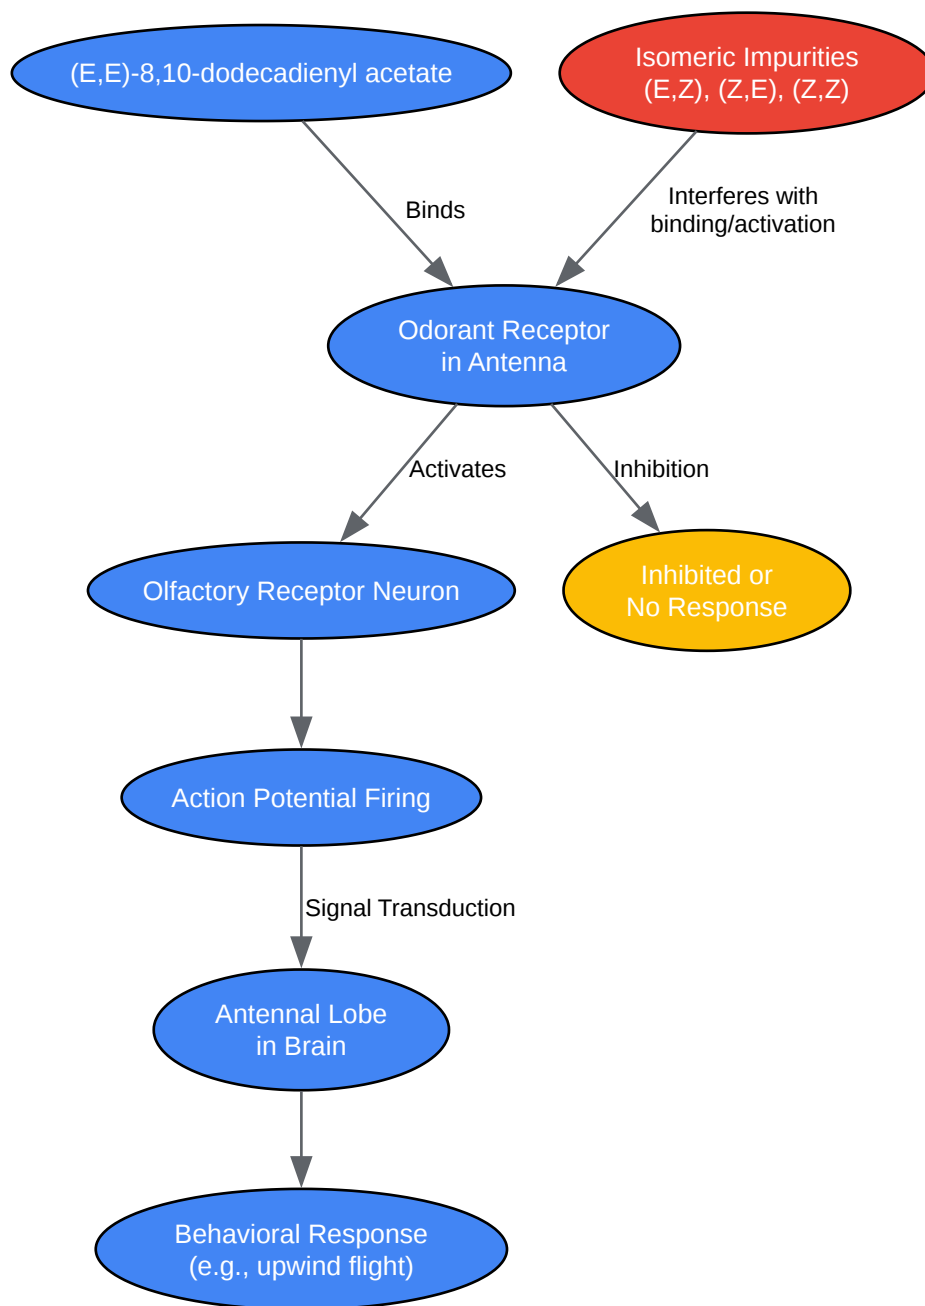 (E,E)-8,10-dodecadienyl acetate
Isomeric Impurities
(E,Z), (Z,E), (Z,Z)
Binds
Interferes with
binding/activation
Odorant Receptor
in Antenna
Activates
Inhibition
Olfactory Receptor Neuron
Inhibited or
No Response
Action Potential Firing
Signal Transduction
Antennal Lobe
in Brain
Behavioral Response
(e.g., upwind flight)